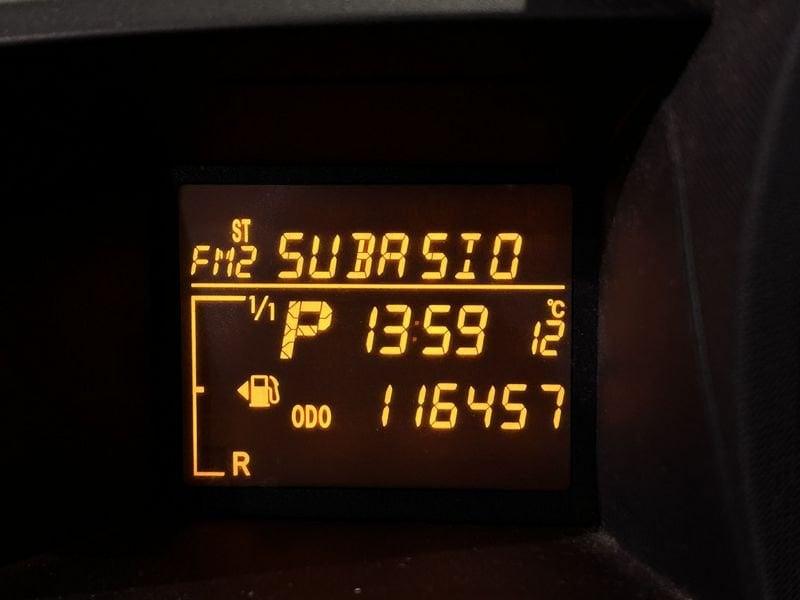 ST
FM2 SUBASIO
1/1 P 13:59 12 °C
ODO 116457
R